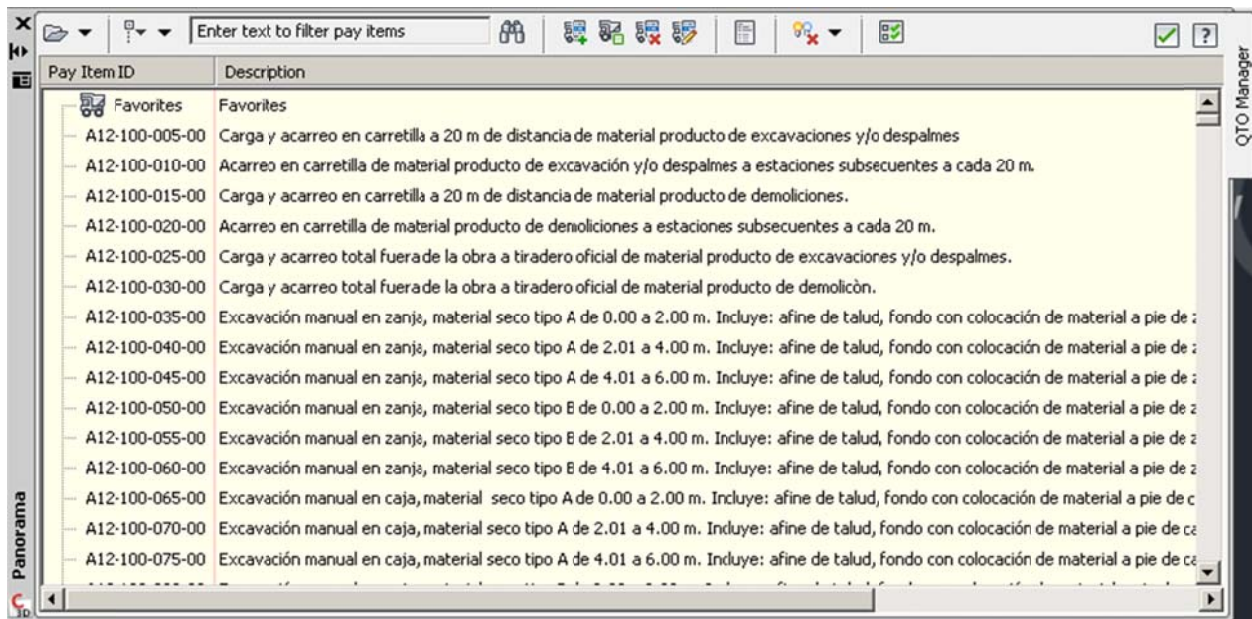 Enter text to filter pay items
QTO Manager
Pay Item ID Description
Favorites Favorites
A12-100-005-00 Carga y acarreo en carretilla a 20 m de distancia de material producto de excavaciones y/o despalmes
A12-100-010-00 Acarreo en carretilla de material producto de excavación y/o despalmes a estaciones subsecuentes a cada 20 m.
A12-100-015-00 Carga y acarreo en carretilla a 20 m de distancia de material producto de demoliciones.
A12-100-020-00 Acarreo en carretilla de material producto de demoliciones a estaciones subsecuentes a cada 20 m.
A12-100-025-00 Carga y acarreo total fuera de la obra a tiradero oficial de material producto de excavaciones y/o despalmes.
A12-100-030-00 Carga y acarreo total fuera de la obra a tiradero oficial de material producto de demolicòn.
A12-100-035-00 Excavación manual en zanja, material seco tipo A de 0.00 a 2.00 m. Incluye: afine de talud, fondo con colocación de material a pie de
A12-100-040-00 Excavación manual en zanja, material seco tipo A de 2.01 a 4.00 m. Incluye: afine de talud, fondo con colocación de material a pie de
A12-100-045-00 Excavación manual en zanja, material seco tipo A de 4.01 a 6.00 m. Incluye: afine de talud, fondo con colocación de material a pie de
A12-100-050-00 Excavación manual en zanja, material seco tipo B de 0.00 a 2.00 m. Incluye: afine de talud, fondo con colocación de material a pie de
A12-100-055-00 Excavación manual en zanja, material seco tipo B de 2.01 a 4.00 m. Incluye: afine de talud, fondo con colocación de material a pie de
A12-100-060-00 Excavación manual en zanja, material seco tipo B de 4.01 a 6.00 m. Incluye: afine de talud, fondo con colocación de material a pie de
A12-100-065-00 Excavación manual en caja, material seco tipo A de 0.00 a 2.00 m. Incluye: afine de talud, fondo con colocación de material a pie de c
A12-100-070-00 Excavación manual en caja, material seco tipo A de 2.01 a 4.00 m. Incluye: afine de talud, fondo con colocación de material a pie de ca
A12-100-075-00 Excavación manual en caja, material seco tipo A de 4.01 a 6.00 m. Incluye: afine de talud, fondo con colocación de material a pie de ca
Panorama
C 3D